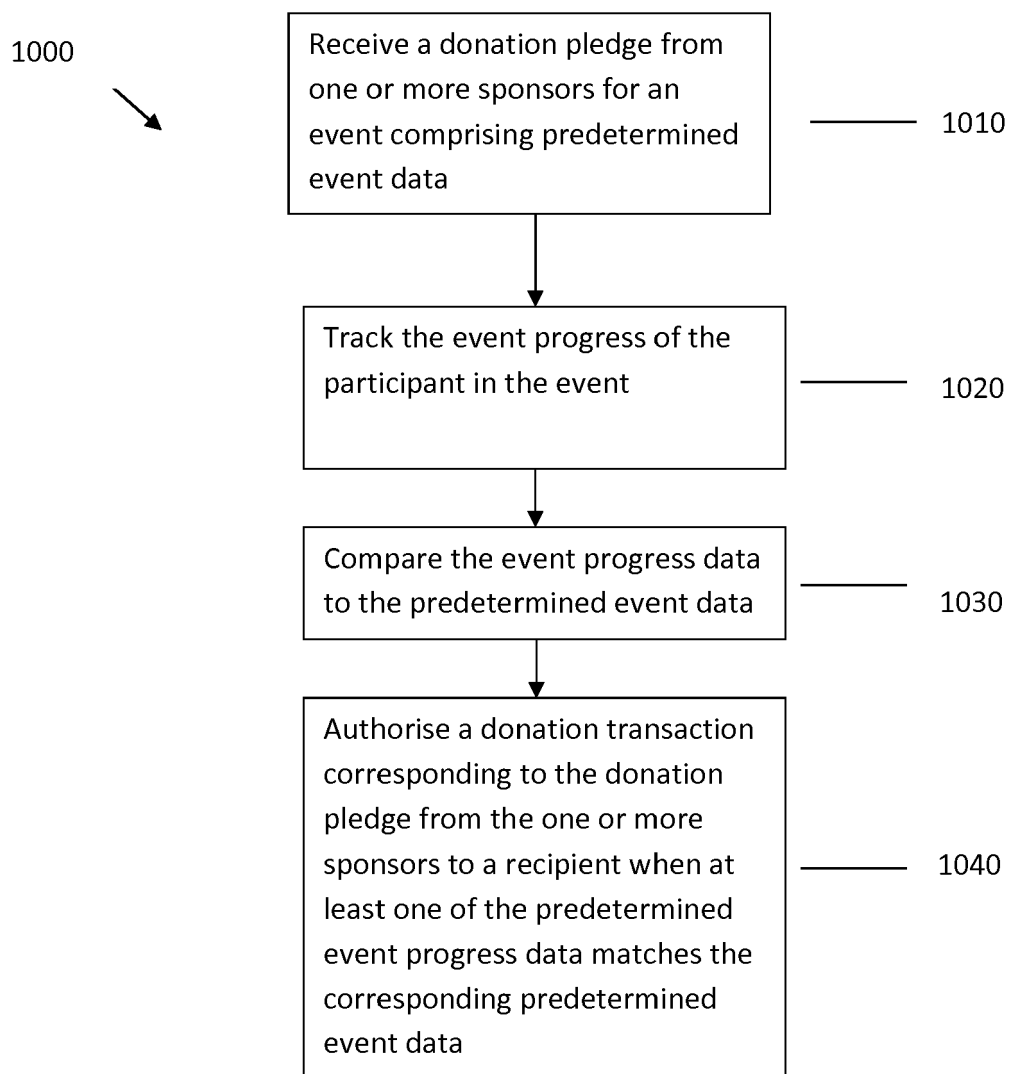 1000
Receive a donation pledge from
one or more sponsors for an
event comprising predetermined
event data
1010
Track the event progress of the
participant in the event
1020
Compare the event progress data
to the predetermined event data
1030
Authorise a donation transaction
corresponding to the donation
pledge from the one or more
sponsors to a recipient when at
least one of the predetermined
event progress data matches the
corresponding predetermined
event data
1040